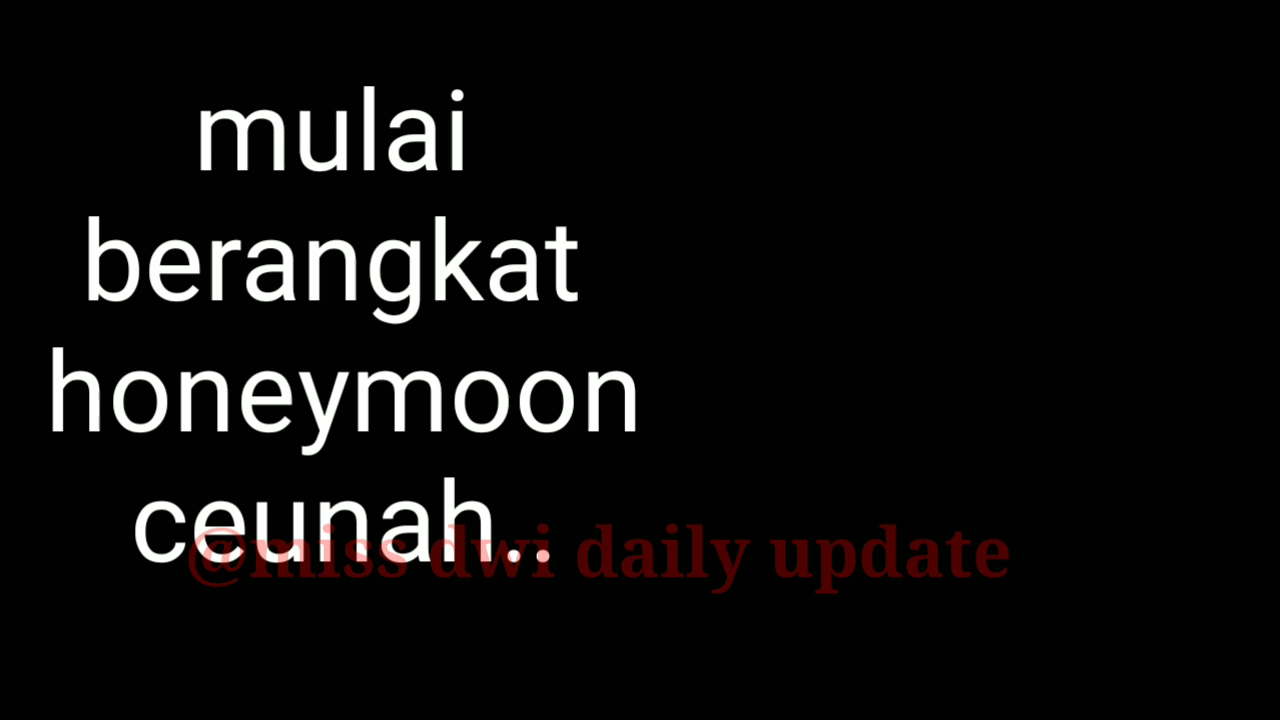 mulai
berangkat
honeymoon
ceunah..
@miss dwi daily update